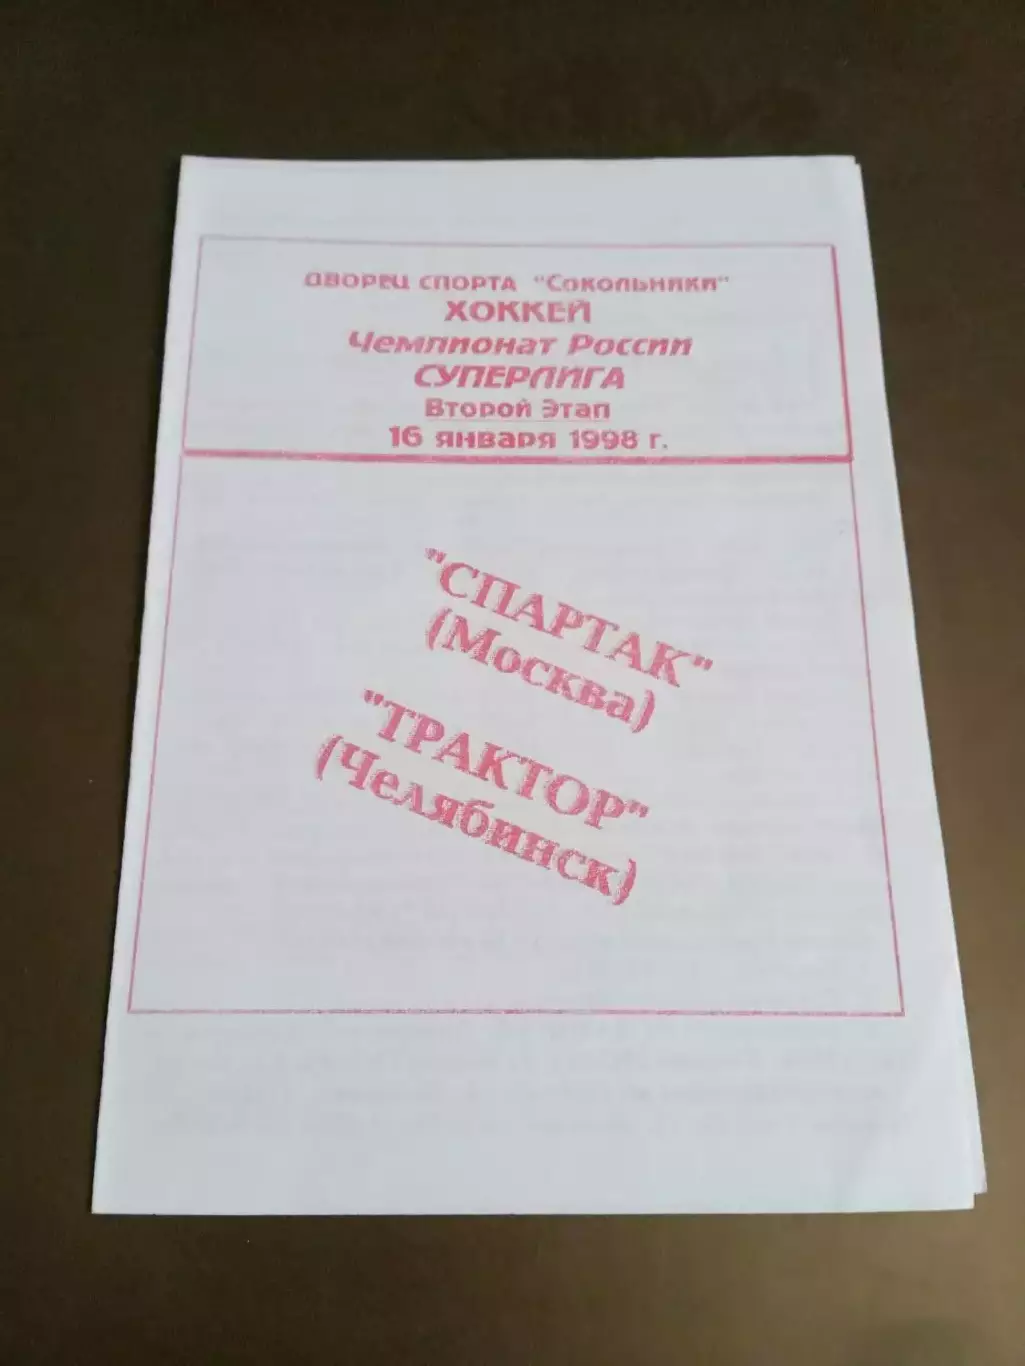 ДВОРЕЦ СПОРТА "СОКОЛЬНИКИ"
ХОККЕЙ
Чемпионат России
СУПЕРЛИГА
Второй Этап
16 января 1998 г.
"СПАРТАК"
(Москва)
"ТРАКТОР"
(Челябинск)